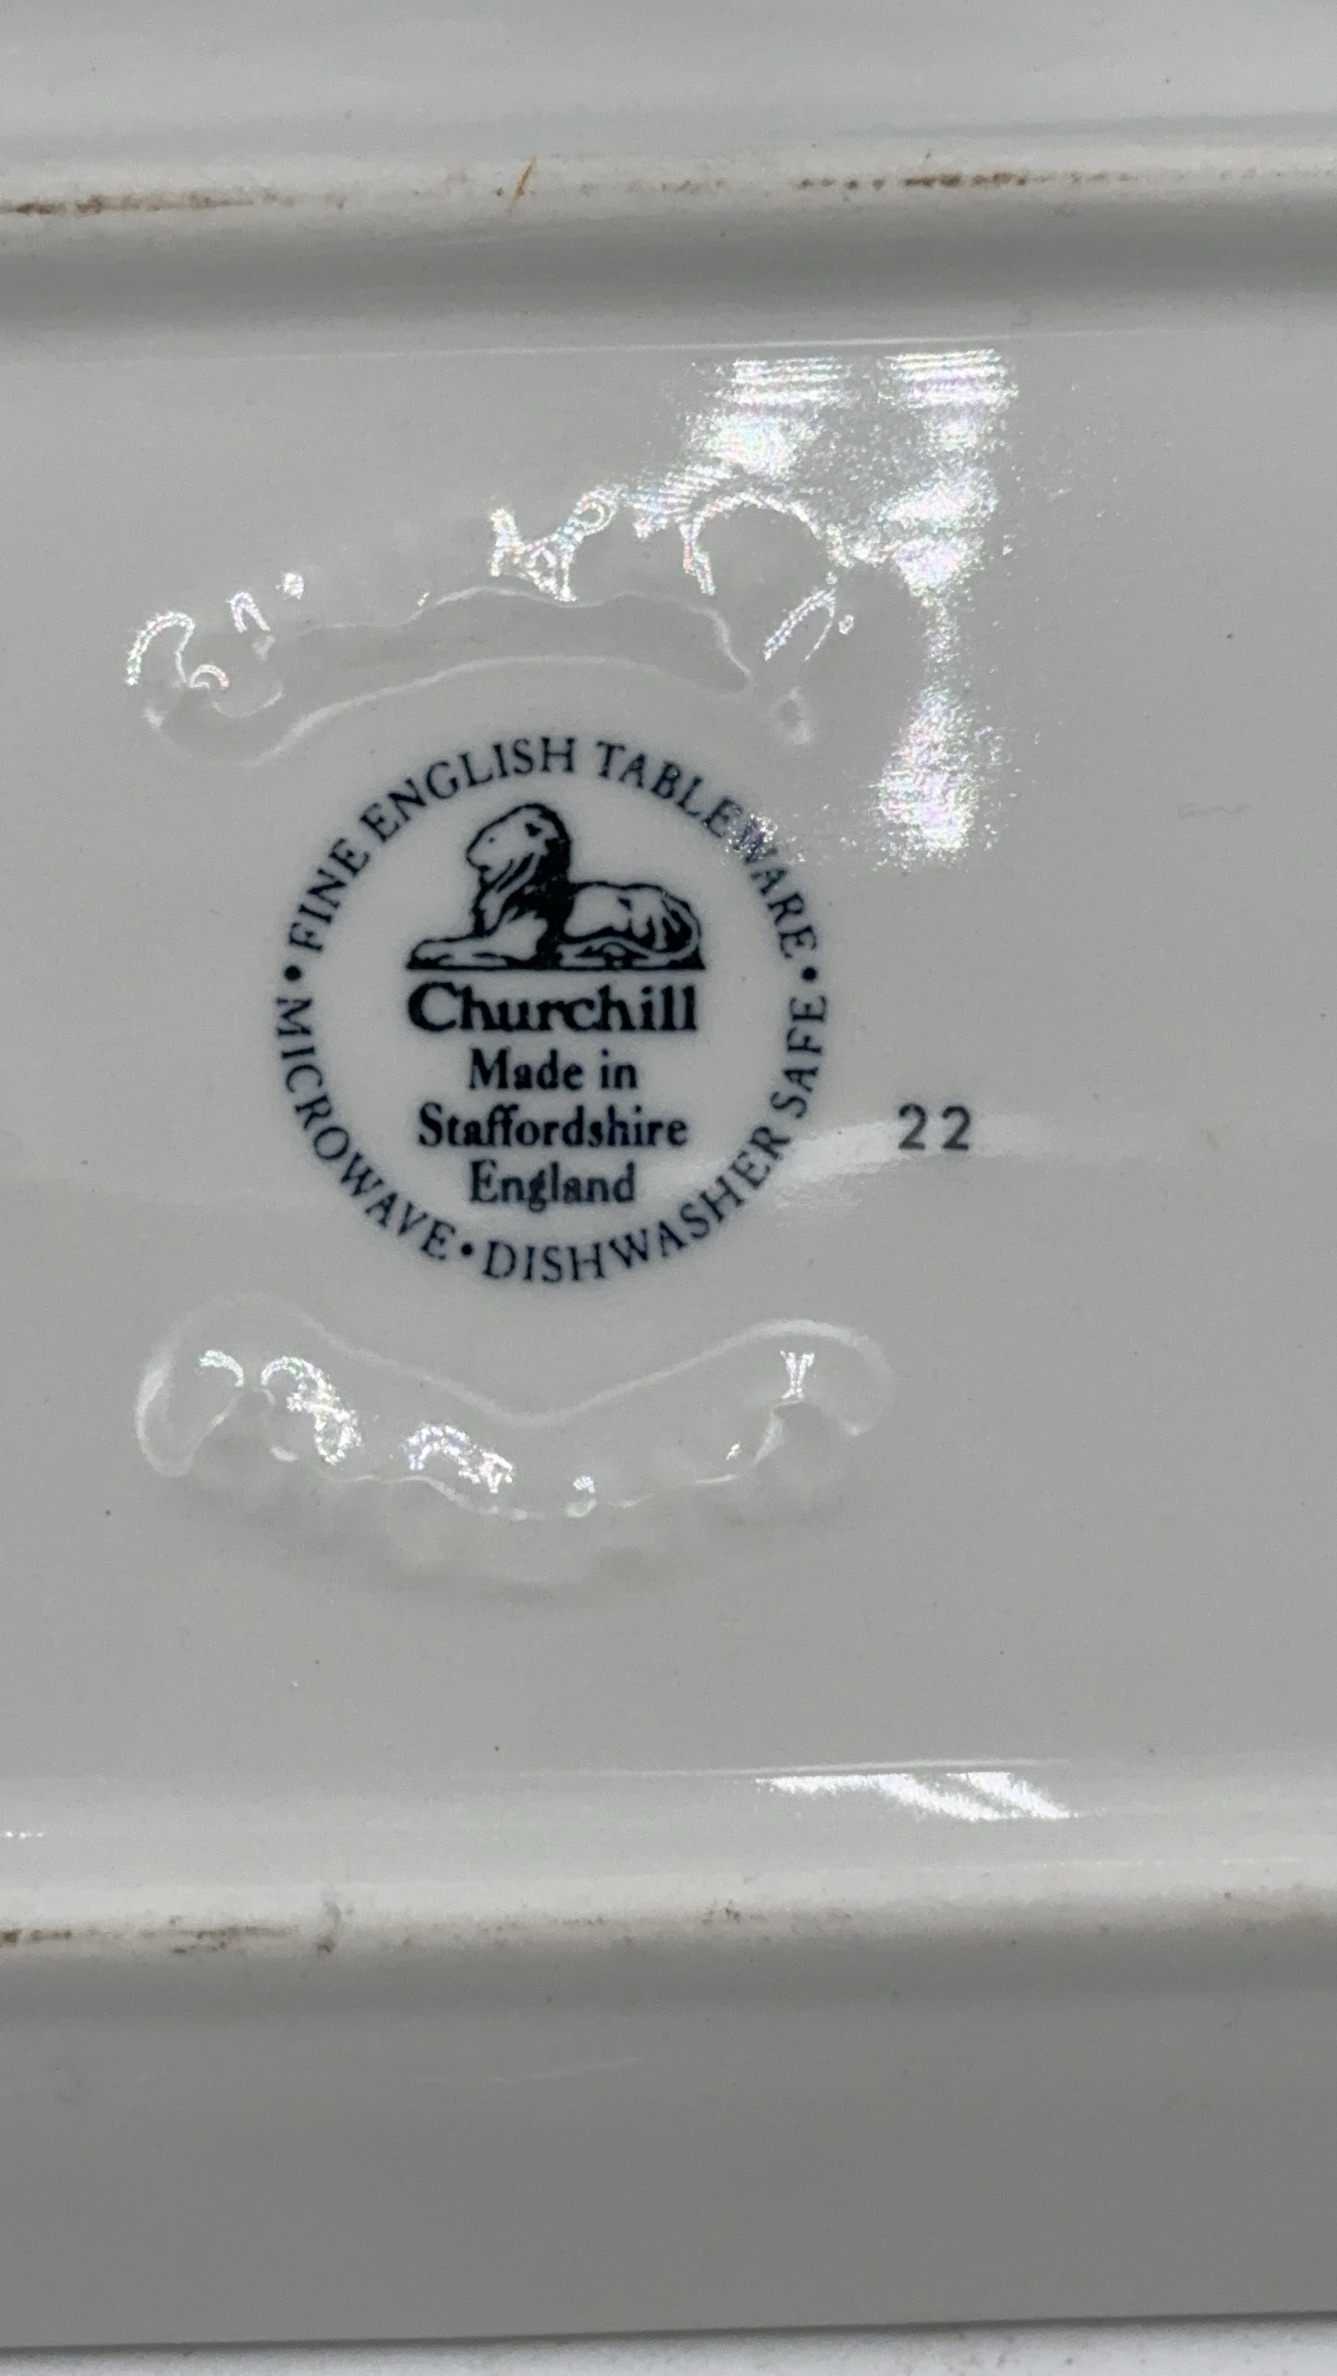 • FINE ENGLISH TABLEWARE •
Churchill
Made in
Staffordshire
England
MICROWAVE • DISHWASHER SAFE
22